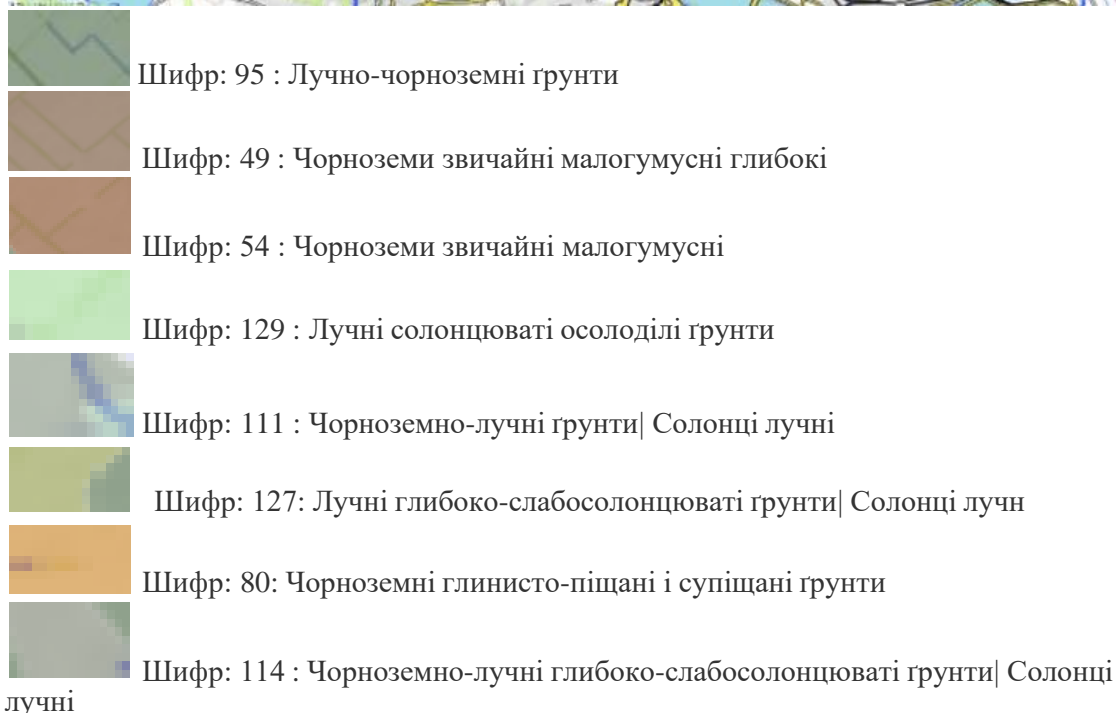 Шифр: 95 : Лучно-чорноземні ґрунти
Шифр: 49 : Чорноземи звичайні малогумусні глибокі
Шифр: 54 : Чорноземи звичайні малогумусні
Шифр: 129 : Лучні солонцюваті осолоділі ґрунти
Шифр: 111 : Чорноземно-лучні ґрунти| Солонці лучні
Шифр: 127: Лучні глибоко-слабосолонцюваті ґрунти| Солонці лучн
Шифр: 80: Чорноземні глинисто-піщані і супіщані ґрунти
Шифр: 114 : Чорноземно-лучні глибоко-слабосолонцюваті ґрунти| Солонці
лучні